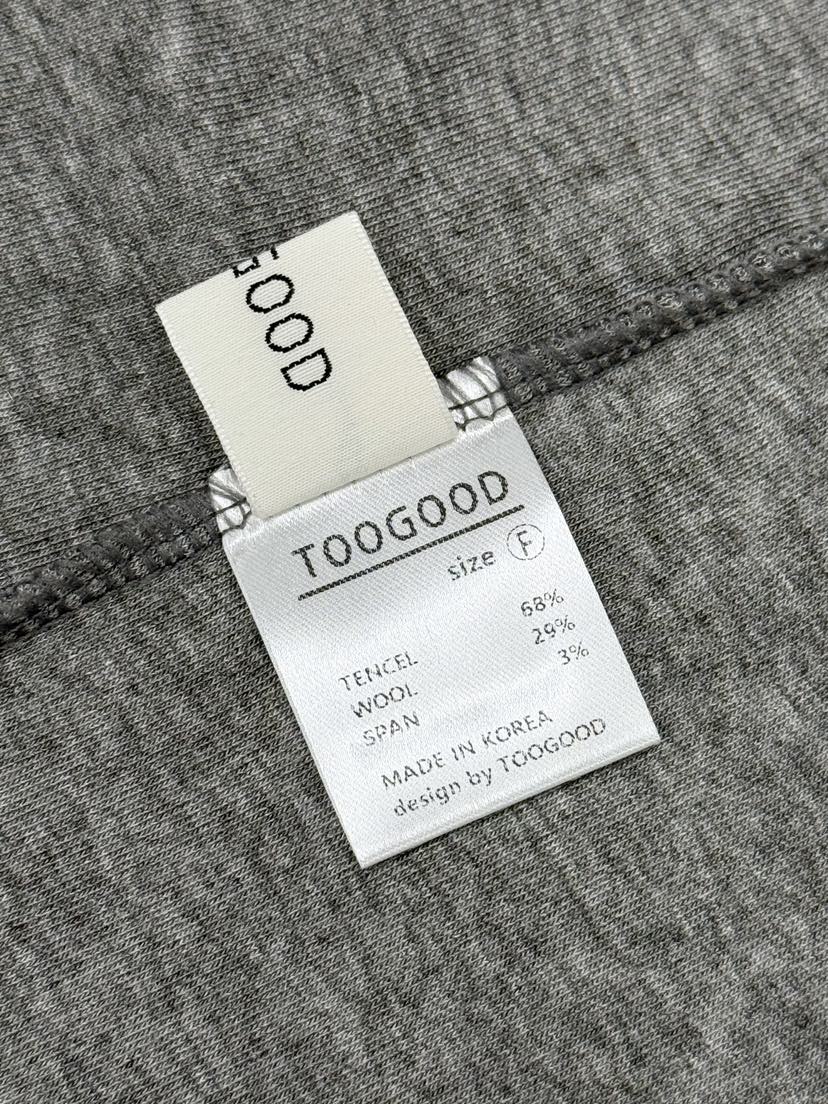 GOOD
TOOGOOD
size F
TENCEL 68%
WOOL 29%
SPAN 3%
MADE IN KOREA
design by TOOGOOD